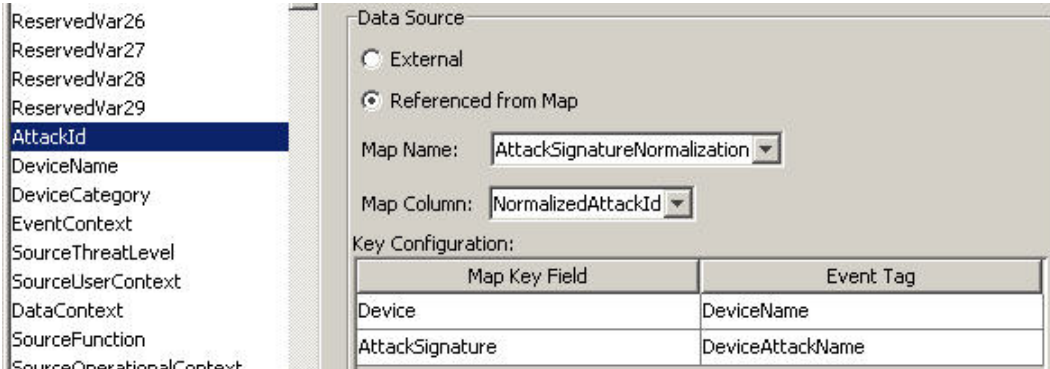 ReservedVar26
ReservedVar27
ReservedVar28
ReservedVar29
AttackId
DeviceName
DeviceCategory
EventContext
SourceThreatLevel
SourceUserContext
DataContext
SourceFunction
SourceOperationalContext
Data Source
External
Referenced from Map
Map Name: AttackSignatureNormalization
Map Column: NormalizedAttackId
Key Configuration:
Map Key Field Event Tag
Device DeviceName
AttackSignature DeviceAttackName